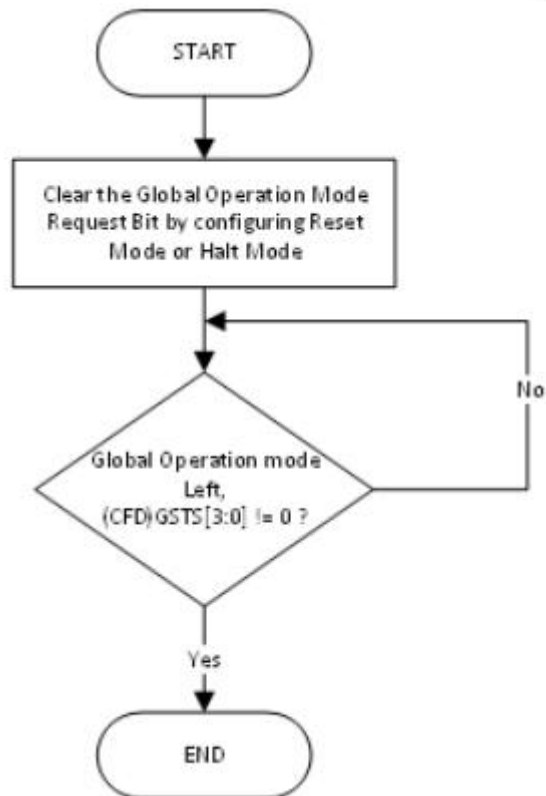 START
Clear the Global Operation Mode
Request Bit by configuring Reset
Mode or Halt Mode
No
Global Operation mode
Left,
(CFD)GSTS[3:0] != 0 ?
Yes
END